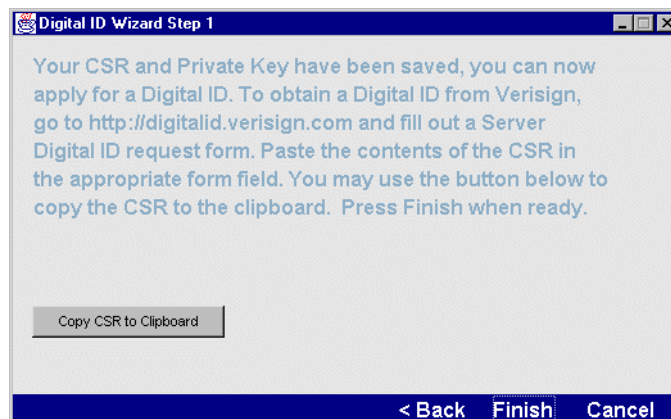 Digital ID Wizard Step 1
Your CSR and Private Key have been saved, you can now
apply for a Digital ID. To obtain a Digital ID from Verisign,
go to http://digitalid.verisign.com and fill out a Server
Digital ID request form. Paste the contents of the CSR in
the appropriate form field. You may use the button below to
copy the CSR to the clipboard. Press Finish when ready.
Copy CSR to Clipboard
< Back Finish Cancel